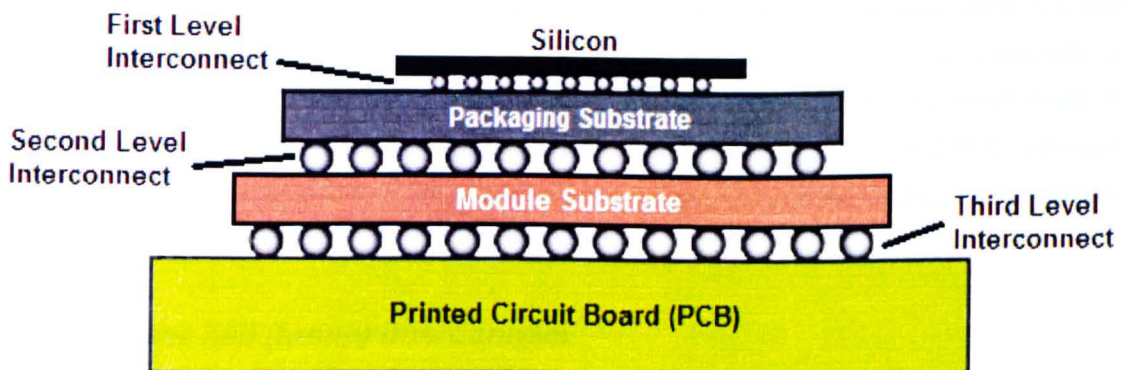 First Level
Interconnect
Silicon
Packaging Substrate
Second Level
Interconnect
Module Substrate
Third Level
Interconnect
Printed Circuit Board (PCB)